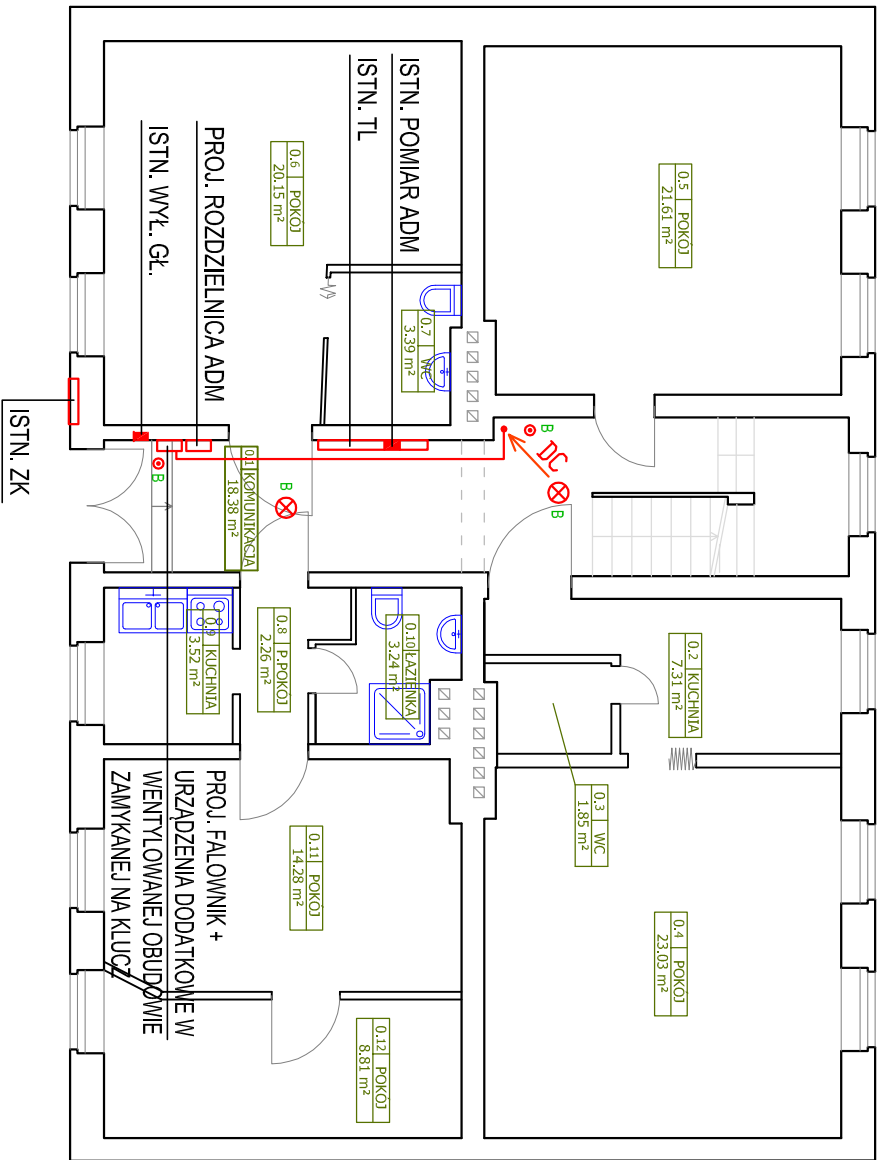 0.5 POKÓJ
21.61 m²
0.2 KUCHNIA
7.31 m²
0.3 WC
1.85 m²
0.4 POKÓJ
23.03 m²
B
DC
B
ISTN. POMIAR ADM
ISTN. TL
0.7 WC
3.39 m²
0.6 POKÓJ
20.15 m²
PROJ. ROZDZIELNICA ADM
ISTN. WYŁ. GŁ.
ISTN. ZK
B
B
0.1 KOMUNIKACJA
18.38 m²
0.10 ŁAZIENKA
3.24 m²
0.8 P.POKÓJ
2.26 m²
0.9 KUCHNIA
3.52 m²
0.11 POKÓJ
14.28 m²
0.12 POKÓJ
8.81 m²
PROJ. FALOWNIK +
URZĄDZENIA DODATKOWE W
WENTYLOWANEJ OBUDOWIE
ZAMYKANEJ NA KLUCZ